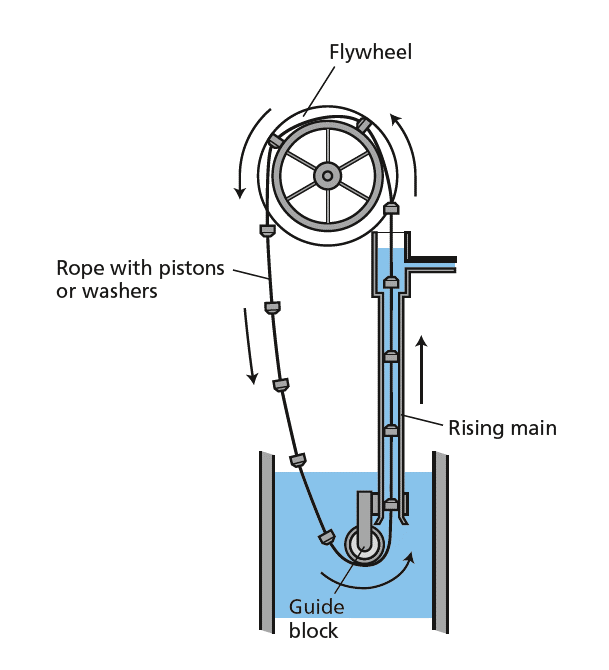 Flywheel
Rope with pistons
or washers
Rising main
Guide
block